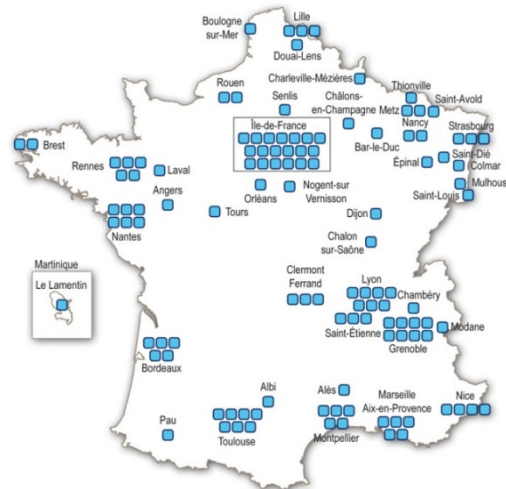 Boulogne
sur-Mer
Lille
Douai-Lens
Charleville-Mézières
Rouen
Senlis
Châlons-
en-Champagne
Thionville
Metz
Saint-Avold
Nancy
Strasbourg
Île-de-France
Bar-le-Duc
Épinal
Saint-Dié
Colmar
Brest
Rennes
Laval
Angers
Orléans
Nogent-sur
Vernisson
Mulhous
Saint-Louis
Tours
Dijon
Nantes
Chalon
sur-Saône
Martinique
Le Lamentin
Clermont
Ferrand
Lyon
Chambéry
Saint-Étienne
Modane
Grenoble
Bordeaux
Albi
Alès
Marseille
Aix-en-Provence
Nice
Pau
Toulouse
Montpellier